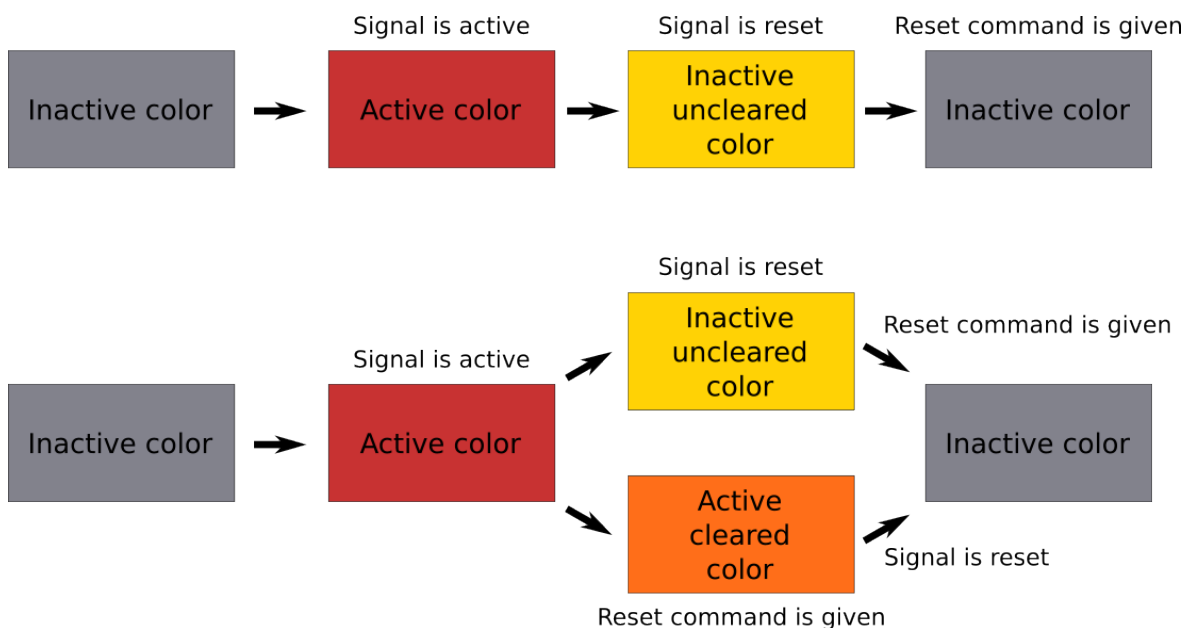 Signal is active
Signal is reset
Reset command is given
Inactive color
Active color
Inactive
uncleared
color
Inactive color
Signal is reset
Inactive
uncleared
color
Reset command is given
Signal is active
Inactive color
Active color
Inactive color
Active
cleared
color
Signal is reset
Reset command is given